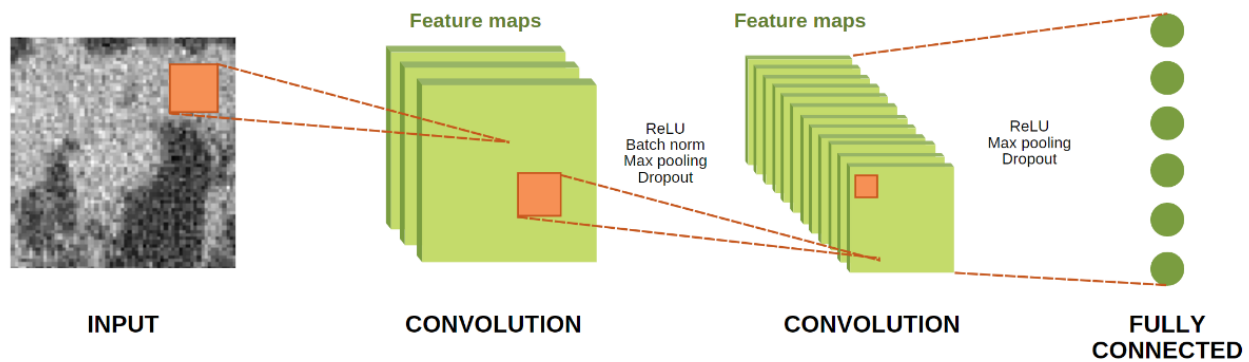 Feature maps
Feature maps
ReLU
Batch norm
Max pooling
Dropout
ReLU
Max pooling
Dropout
INPUT
CONVOLUTION
CONVOLUTION
FULLY
CONNECTED